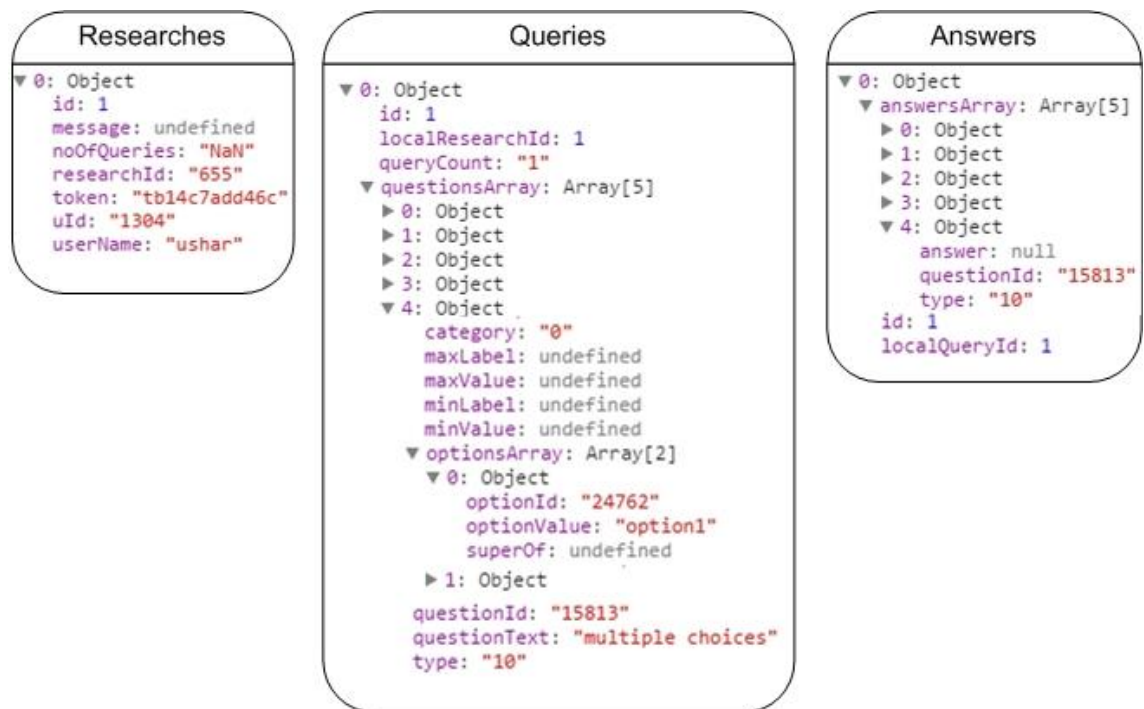 Researches
▼ 0: Object
id: 1
message: undefined
noOfQueries: "NaN"
researchId: "655"
token: "tb14c7add46c"
uId: "1304"
userName: "ushar"
Queries
▼ 0: Object
id: 1
localResearchId: 1
queryCount: "1"
▼ questionsArray: Array[5]
▶ 0: Object
▶ 1: Object
▶ 2: Object
▶ 3: Object
▼ 4: Object
category: "0"
maxLabel: undefined
maxValue: undefined
minLabel: undefined
minValue: undefined
▼ optionsArray: Array[2]
▼ 0: Object
optionId: "24762"
optionValue: "option1"
superOf: undefined
▶ 1: Object
questionId: "15813"
questionText: "multiple choices"
type: "10"
Answers
▼ 0: Object
▼ answersArray: Array[5]
▶ 0: Object
▶ 1: Object
▶ 2: Object
▶ 3: Object
▼ 4: Object
answer: null
questionId: "15813"
type: "10"
id: 1
localQueryId: 1